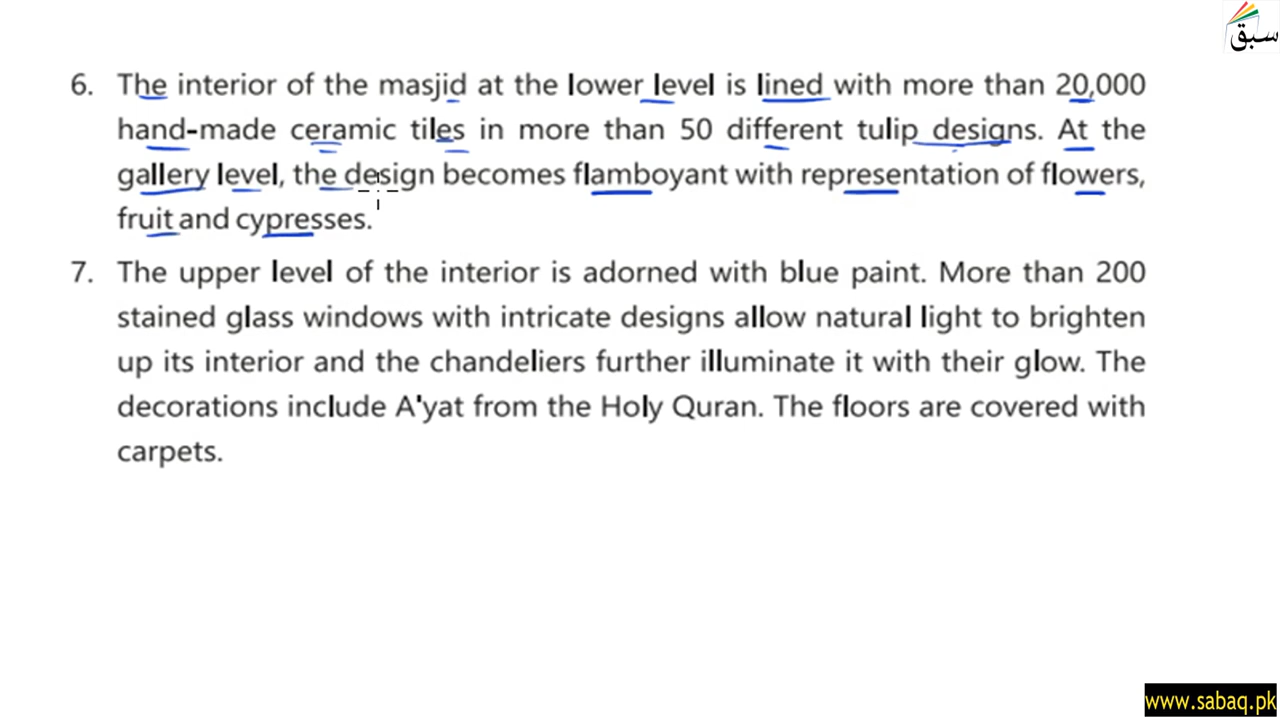 سبق
6. The interior of the masjid at the lower level is lined with more than 20,000
hand-made ceramic tiles in more than 50 different tulip designs. At the
gallery level, the design becomes flamboyant with representation of flowers,
fruit and cypresses.
7. The upper level of the interior is adorned with blue paint. More than 200
stained glass windows with intricate designs allow natural light to brighten
up its interior and the chandeliers further illuminate it with their glow. The
decorations include A'yat from the Holy Quran. The floors are covered with
carpets.
www.sabaq.pk